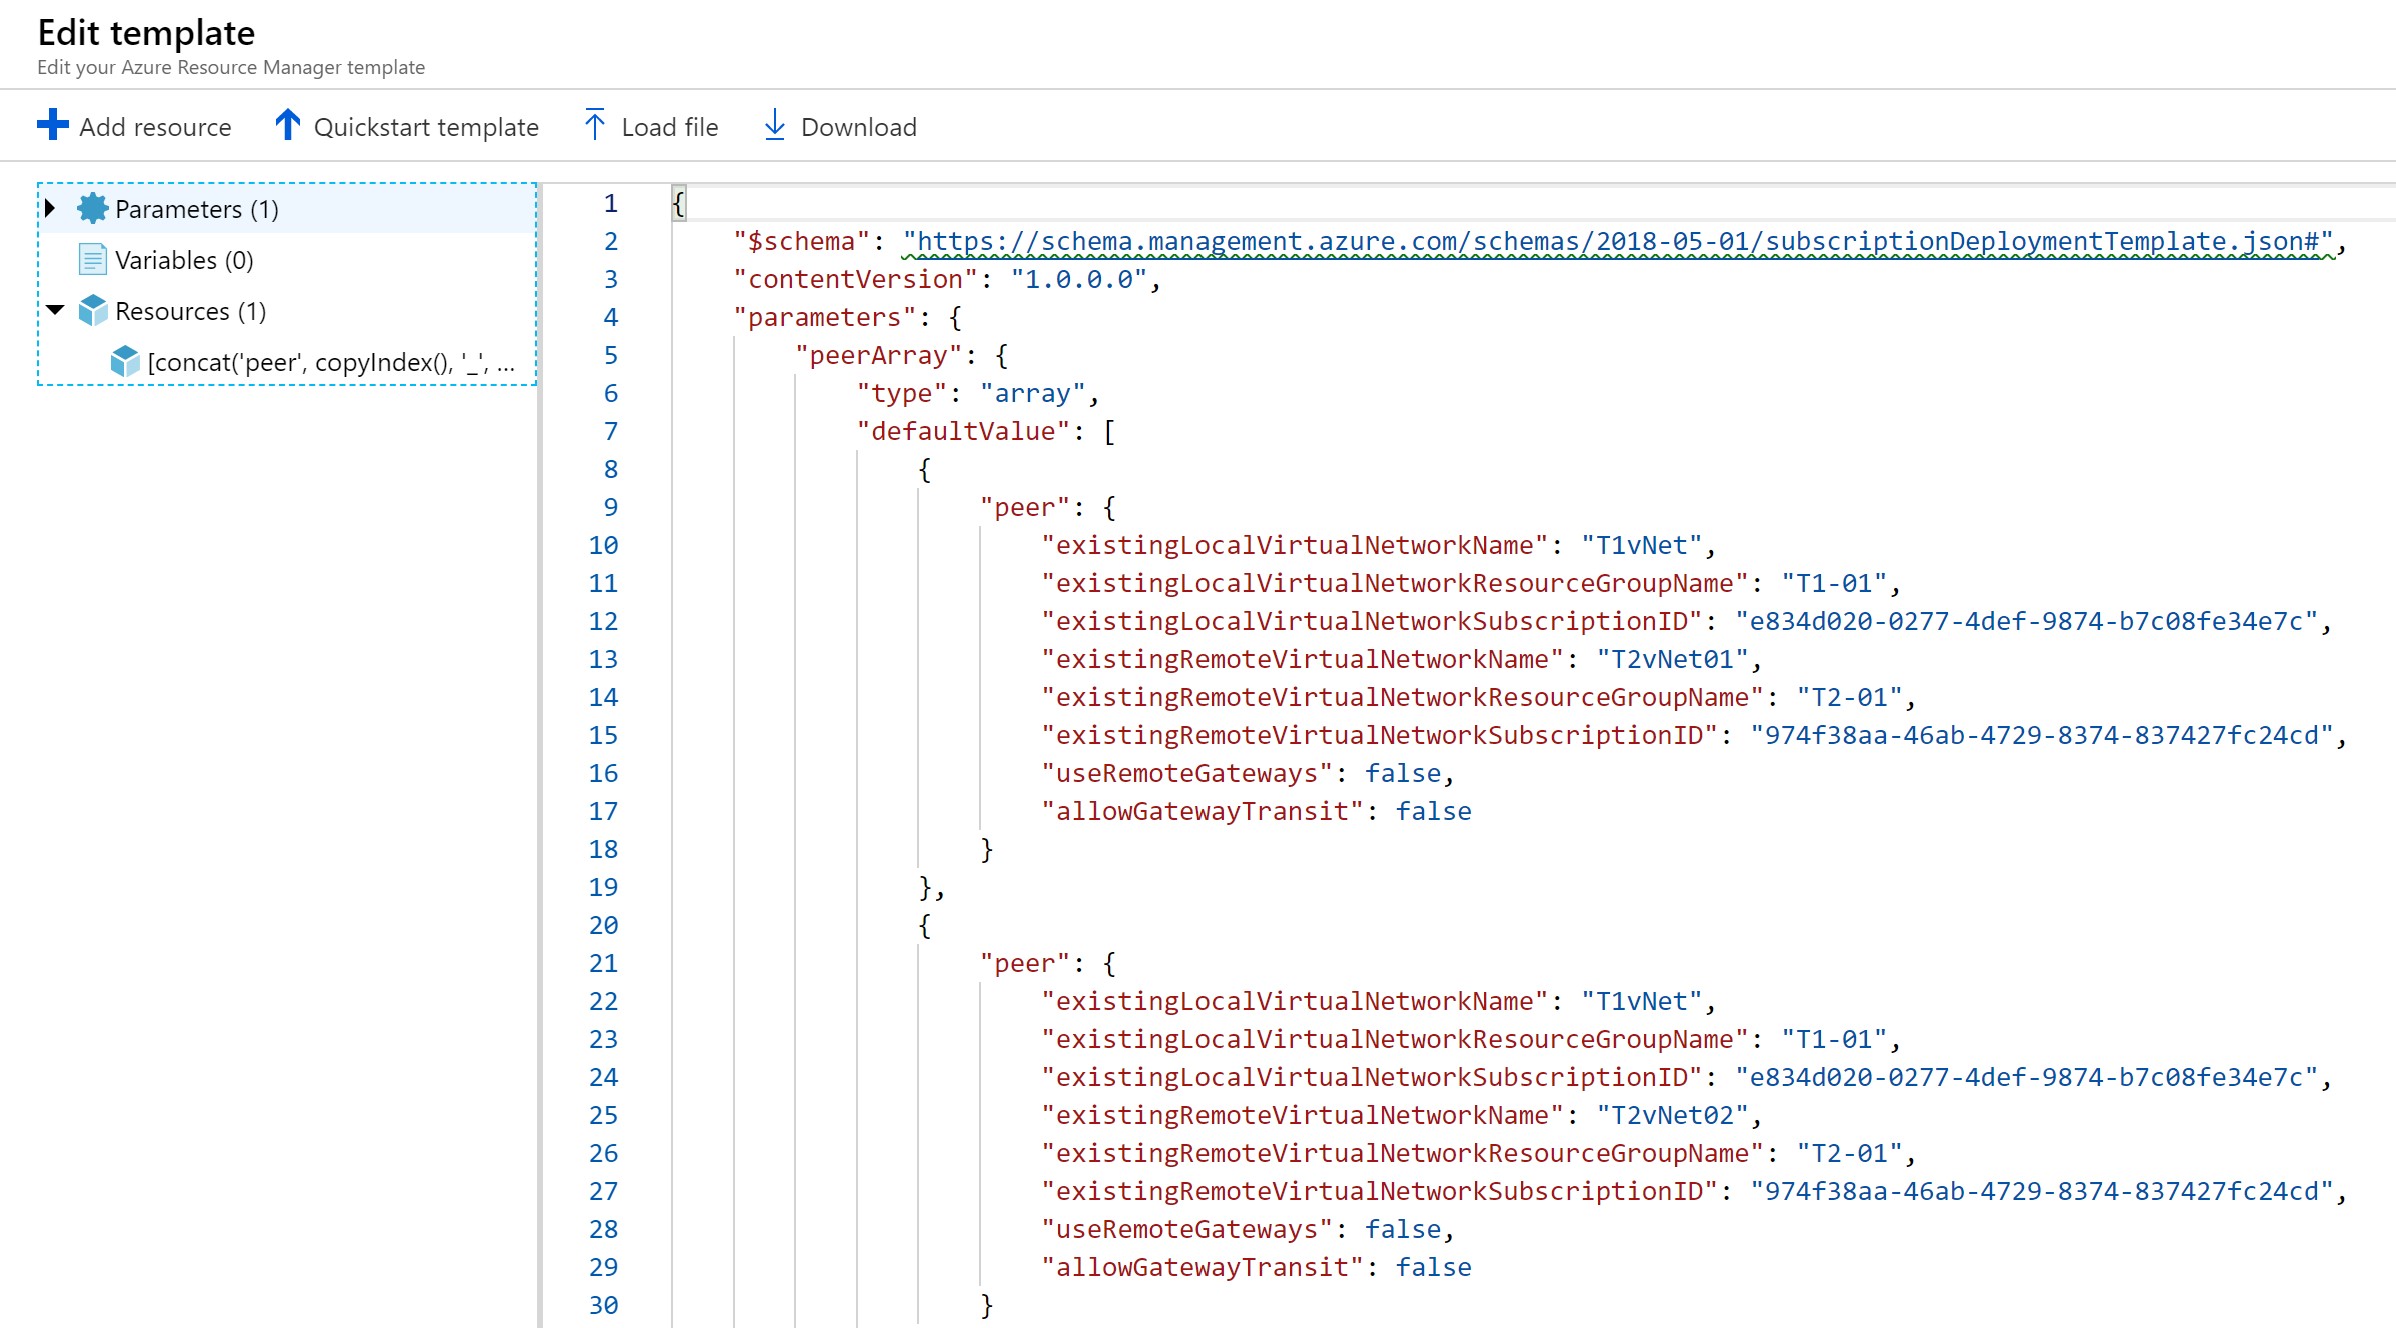 Edit template
Edit your Azure Resource Manager template
Add resource Quickstart template Load file Download
Parameters (1)
Variables (0)
Resources (1)
[concat('peer', copyIndex(), '_', ...
1 {
2 "$schema": "https://schema.management.azure.com/schemas/2018-05-01/subscriptionDeploymentTemplate.json#",
3 "contentVersion": "1.0.0.0",
4 "parameters": {
5 "peerArray": {
6 "type": "array",
7 "defaultValue": [
8 {
9 "peer": {
10 "existingLocalVirtualNetworkName": "T1vNet",
11 "existingLocalVirtualNetworkResourceGroupName": "T1-01",
12 "existingLocalVirtualNetworkSubscriptionID": "e834d020-0277-4def-9874-b7c08fe34e7c",
13 "existingRemoteVirtualNetworkName": "T2vNet01",
14 "existingRemoteVirtualNetworkResourceGroupName": "T2-01",
15 "existingRemoteVirtualNetworkSubscriptionID": "974f38aa-46ab-4729-8374-837427fc24cd",
16 "useRemoteGateways": false,
17 "allowGatewayTransit": false
18 }
19 },
20 {
21 "peer": {
22 "existingLocalVirtualNetworkName": "T1vNet",
23 "existingLocalVirtualNetworkResourceGroupName": "T1-01",
24 "existingLocalVirtualNetworkSubscriptionID": "e834d020-0277-4def-9874-b7c08fe34e7c",
25 "existingRemoteVirtualNetworkName": "T2vNet02",
26 "existingRemoteVirtualNetworkResourceGroupName": "T2-01",
27 "existingRemoteVirtualNetworkSubscriptionID": "974f38aa-46ab-4729-8374-837427fc24cd",
28 "useRemoteGateways": false,
29 "allowGatewayTransit": false
30 }